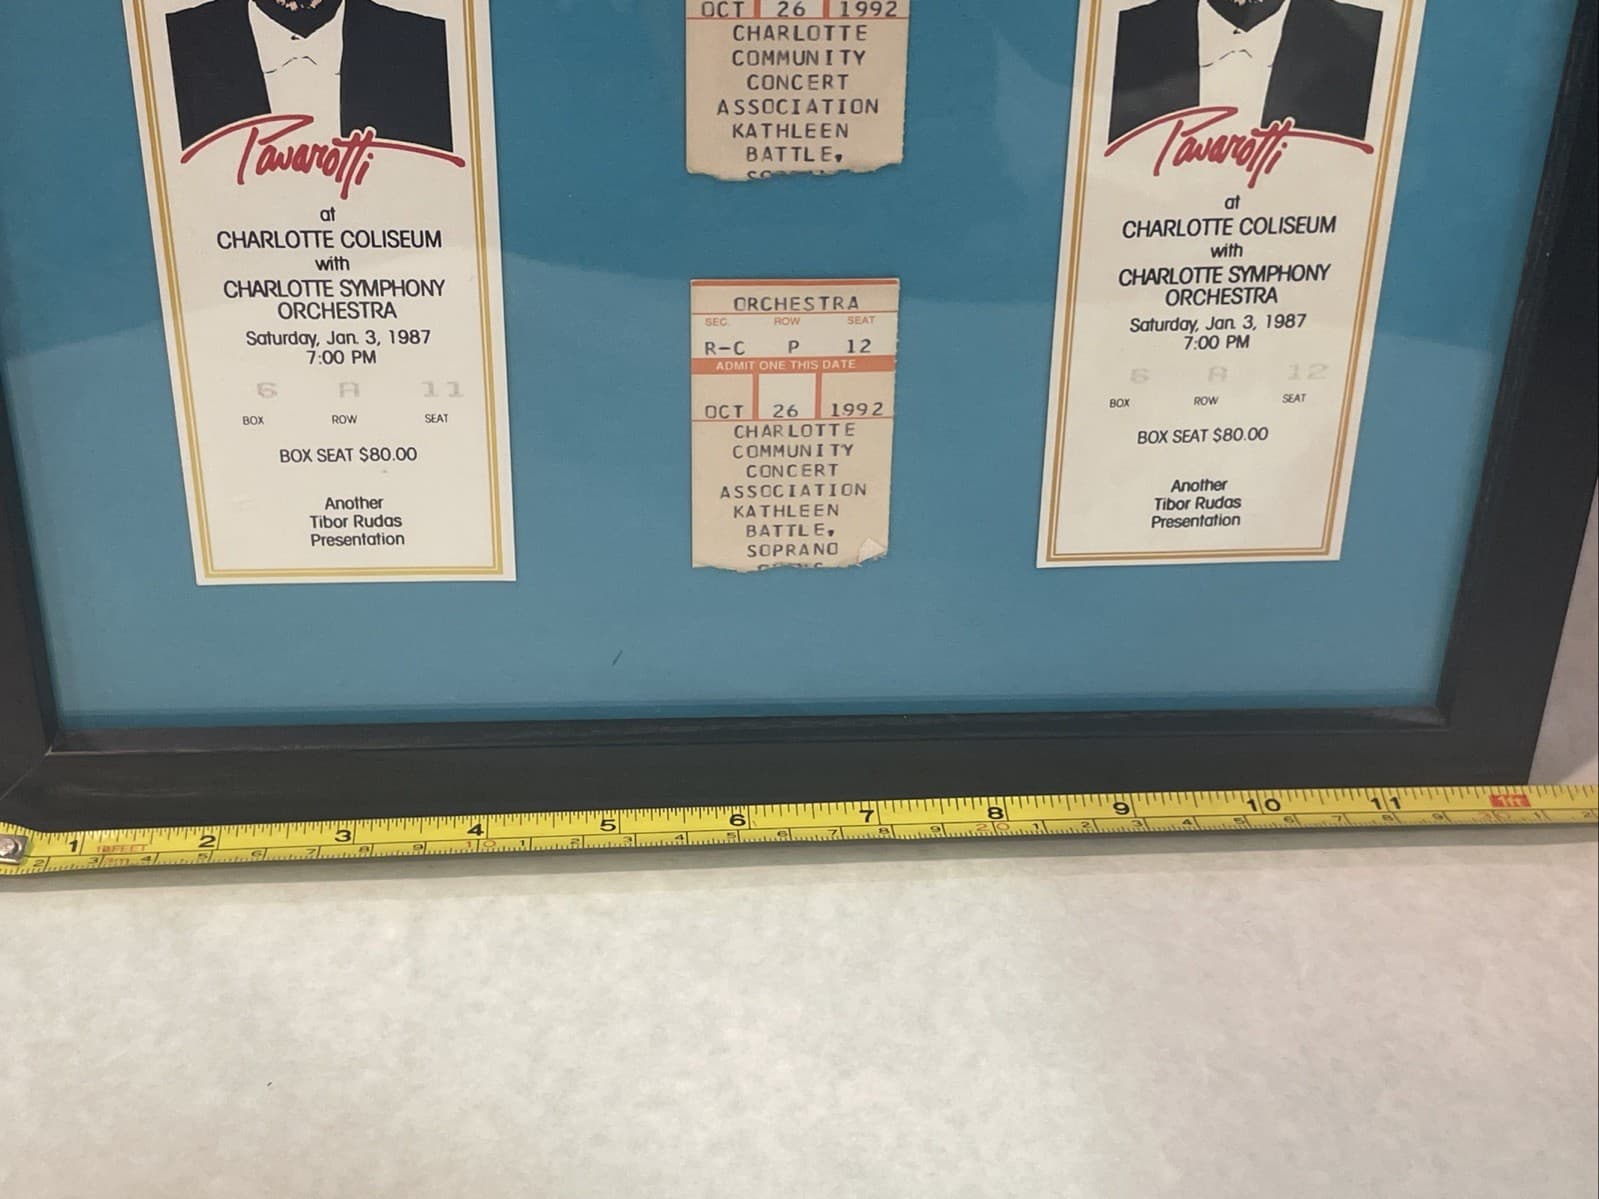 Pavarotti
at
CHARLOTTE COLISEUM
with
CHARLOTTE SYMPHONY
ORCHESTRA
Saturday, Jan. 3, 1987
7:00 PM
6 A 11
BOX ROW SEAT
BOX SEAT $80.00
Another
Tibor Rudas
Presentation
OCT 26 1992
CHARLOTTE
COMMUNITY
CONCERT
ASSOCIATION
KATHLEEN
BATTLE,
ORCHESTRA
SEC. ROW SEAT
R-C P 12
ADMIT ONE THIS DATE
OCT 26 1992
CHARLOTTE
COMMUNITY
CONCERT
ASSOCIATION
KATHLEEN
BATTLE,
SOPRANO
Pavarotti
at
CHARLOTTE COLISEUM
with
CHARLOTTE SYMPHONY
ORCHESTRA
Saturday, Jan. 3, 1987
7:00 PM
6 A 12
BOX ROW SEAT
BOX SEAT $80.00
Another
Tibor Rudas
Presentation
1 2 3 4 5 6 7 8 9 10 11 1ft